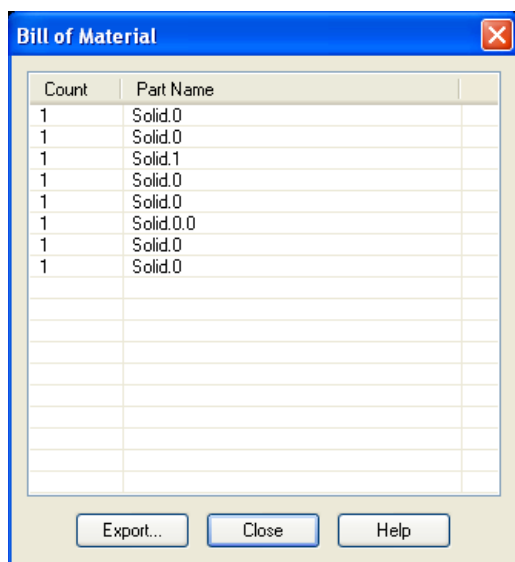 Bill of Material
Count Part Name
1 Solid.0
1 Solid.0
1 Solid.1
1 Solid.0
1 Solid.0
1 Solid.0.0
1 Solid.0
1 Solid.0
Export... Close Help